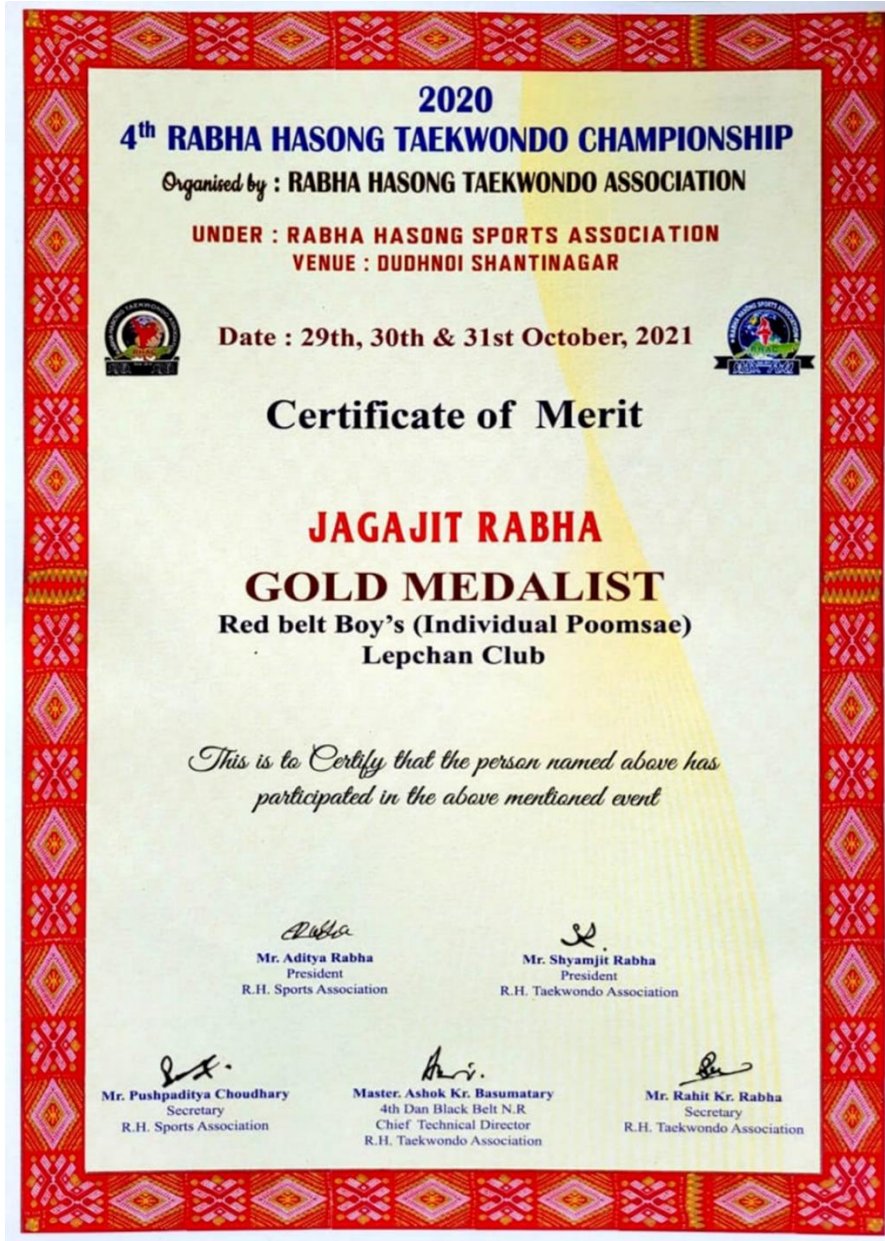 2020
4th RABHA HASONG TAEKWONDO CHAMPIONSHIP
Organised by : RABHA HASONG TAEKWONDO ASSOCIATION
UNDER : RABHA HASONG SPORTS ASSOCIATION
VENUE : DUDHNOI SHANTINAGAR
Date : 29th, 30th & 31st October, 2021
Certificate of Merit
JAGAJIT RABHA
GOLD MEDALIST
Red belt Boy's (Individual Poomsae)
Lepchan Club
This is to Certify that the person named above has
participated in the above mentioned event
Mr. Aditya Rabha
President
R.H. Sports Association
Mr. Shyamjit Rabha
President
R.H. Taekwondo Association
Mr. Pushpaditya Choudhary
Secretary
R.H. Sports Association
Master. Ashok Kr. Basumatary
4th Dan Black Belt N.R
Chief Technical Director
R.H. Taekwondo Association
Mr. Rahit Kr. Rabha
Secretary
R.H. Taekwondo Association